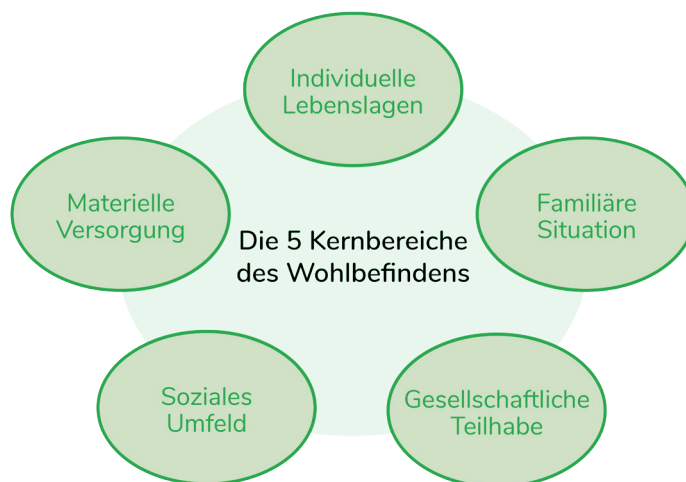 Individuelle
Lebenslagen
Materielle
Versorgung
Familiäre
Situation
Die 5 Kernbereiche
des Wohlbefindens
Soziales
Umfeld
Gesellschaftliche
Teilhabe